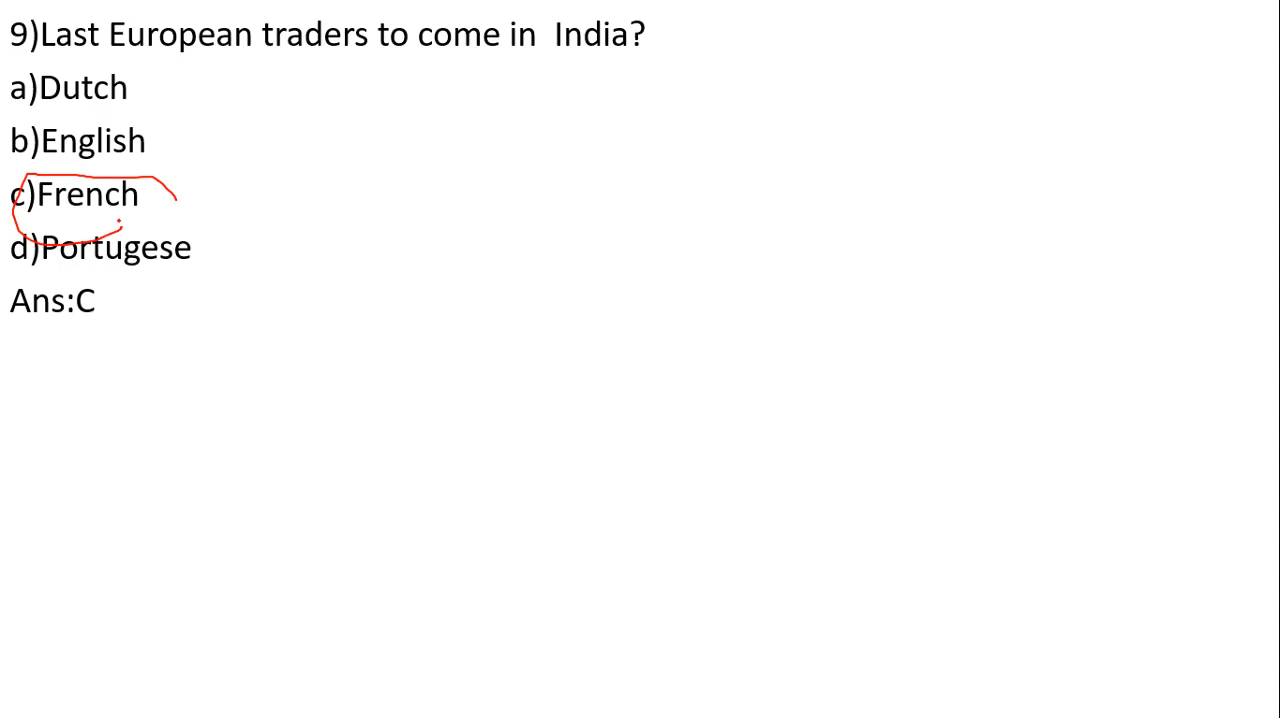 9)Last European traders to come in  India?
a)Dutch
b)English
c)French
d)Portugese
Ans:C